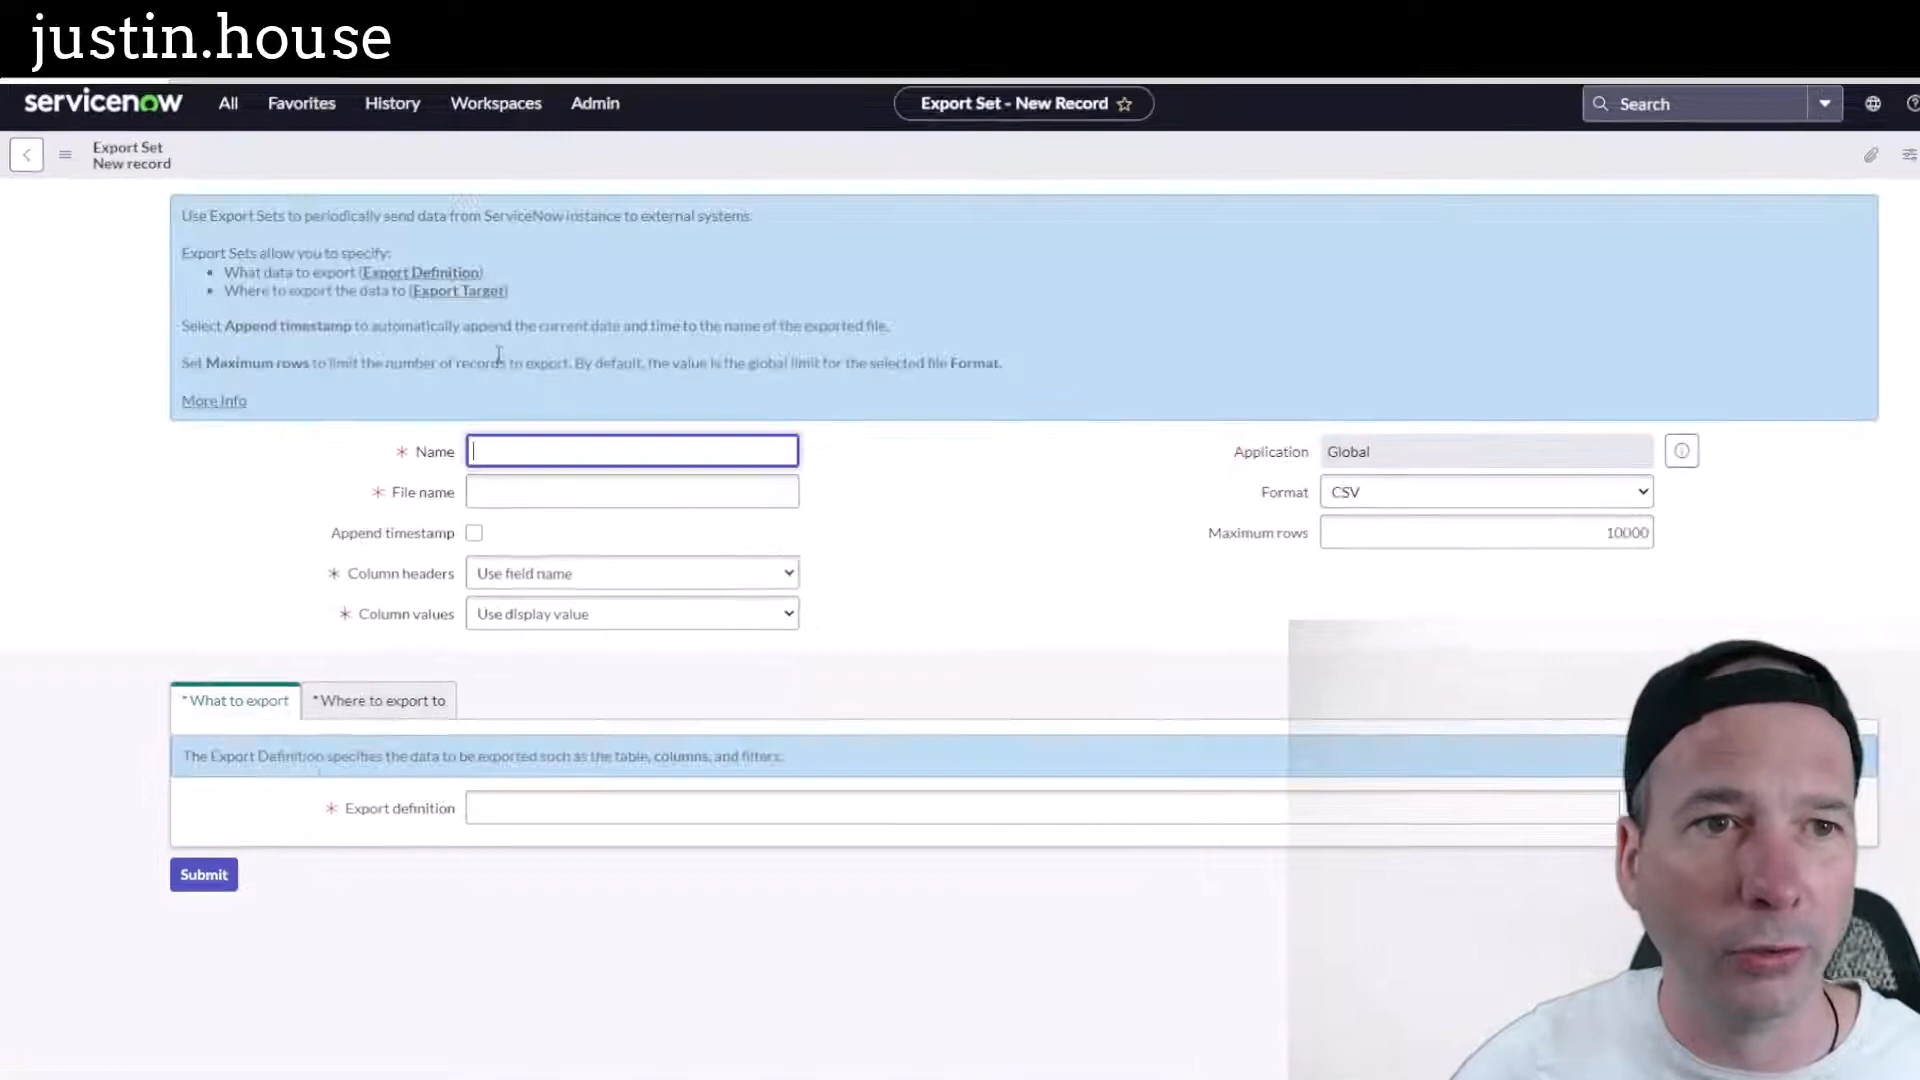 justin.house
servicenow All Favorites History Workspaces Admin Export Set - New Record Search
Export Set
New record
Use Export Sets to periodically send data from ServiceNow instance to external systems.
Export Sets allow you to specify:
• What data to export (Export Definition)
• Where to export the data to (Export Target)
Select Append timestamp to automatically append the current date and time to the name of the exported file.
Set Maximum rows to limit the number of records to export. By default, the value is the global limit for the selected file Format.
More Info
* Name Application Global
* File name Format CSV
Append timestamp Maximum rows 10000
* Column headers Use field name
* Column values Use display value
* What to export * Where to export to
The Export Definition specifies the data to be exported such as the table, columns, and filters.
* Export definition
Submit